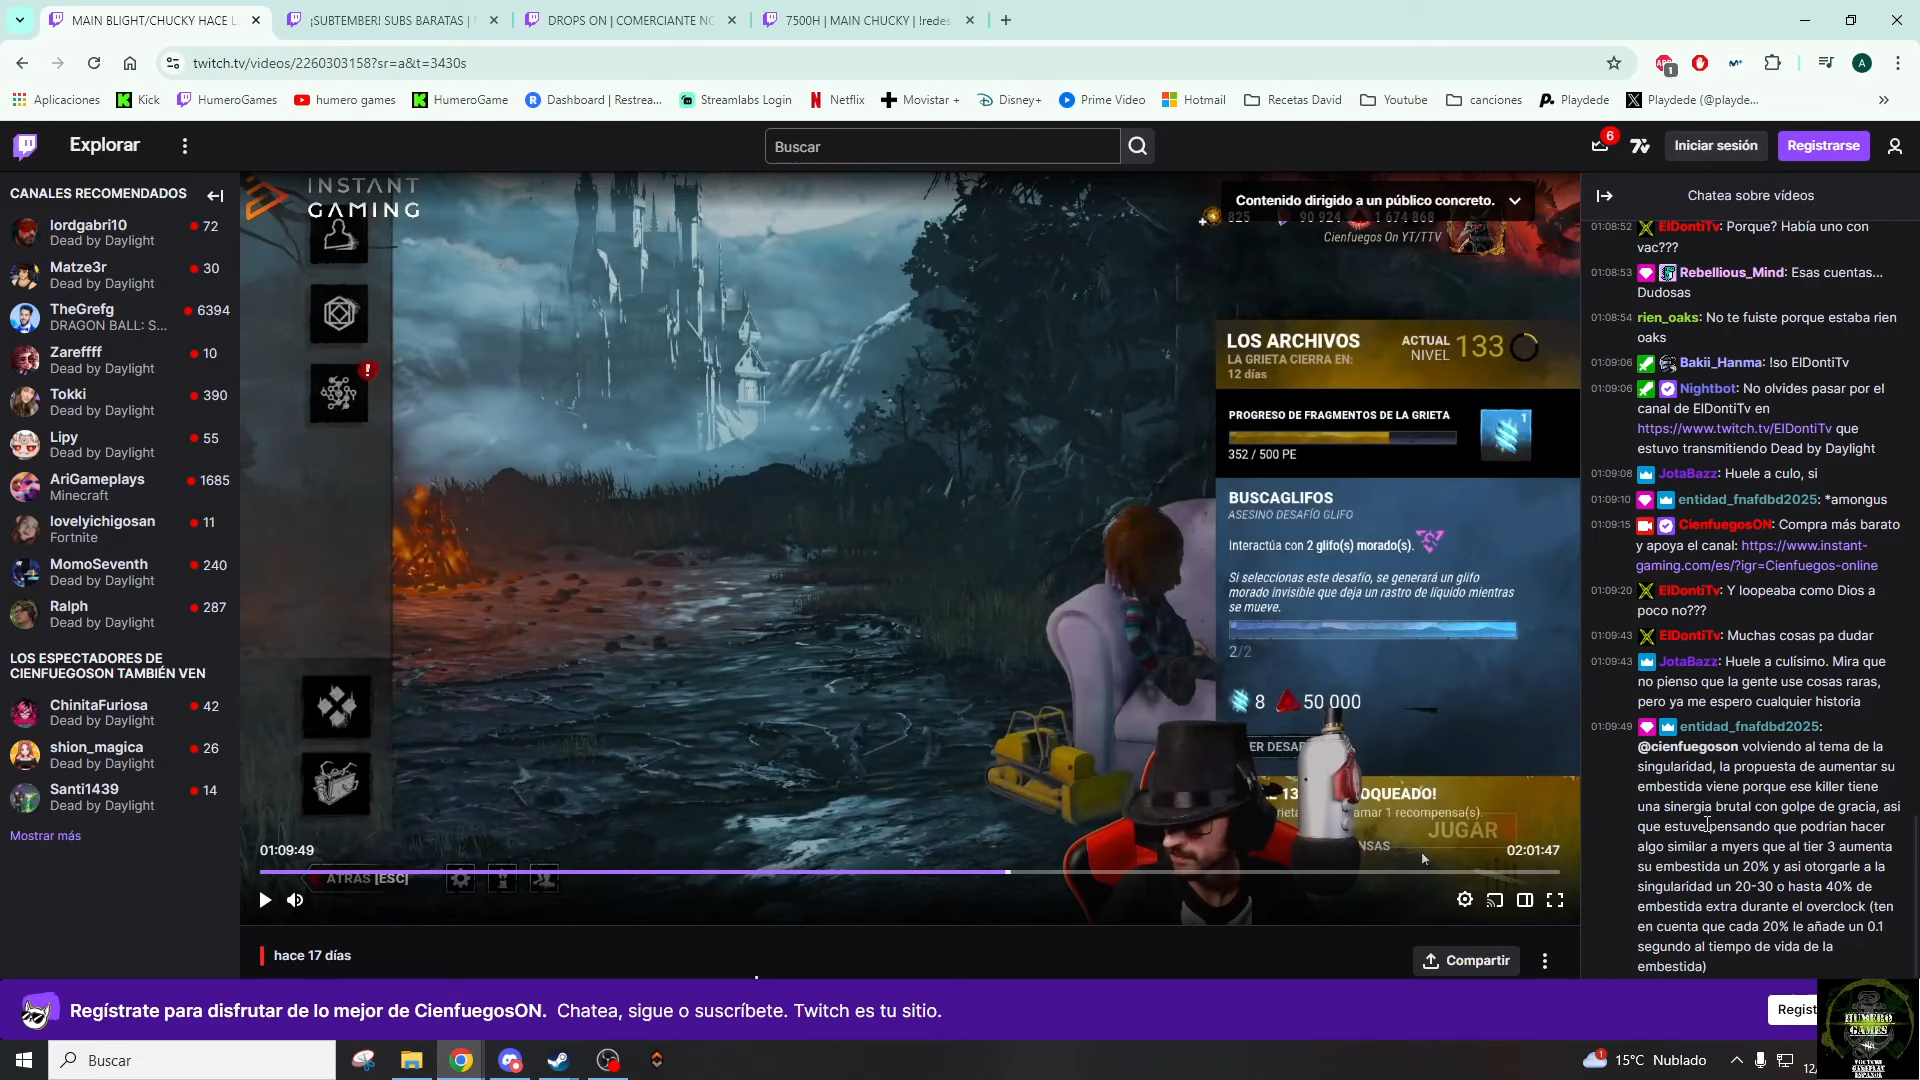 MAIN BLIGHT/CHUCKY HACE L
¡SUBTEMBER! SUBS BARATAS |
DROPS ON | COMERCIANTE NO
7500H | MAIN CHUCKY | !redes
twitch.tv/videos/2260303158?sr=a&t=3430s
Aplicaciones
Kick
HumeroGames
humero games
HumeroGame
Dashboard | Restrea...
Streamlabs Login
Netflix
Movistar +
Disney+
Prime Video
Hotmail
Recetas David
Youtube
canciones
Playdede
Playdede (@playde...
Explorar
Buscar
6
Iniciar sesión
Registrarse
CANALES RECOMENDADOS
lordgabri10
72
Dead by Daylight
Matze3r
30
Dead by Daylight
TheGrefg
6394
DRAGON BALL: S...
Zareffff
10
Dead by Daylight
Tokki
390
Dead by Daylight
Lipy
55
Dead by Daylight
AriGameplays
1685
Minecraft
lovelyichigosan
11
Fortnite
MomoSeventh
240
Dead by Daylight
Ralph
287
Dead by Daylight
LOS ESPECTADORES DE
CIENFUEGOSON TAMBIÉN VEN
ChinitaFuriosa
42
Dead by Daylight
shion_magica
26
Dead by Daylight
Santi1439
14
Dead by Daylight
Mostrar más
INSTANT
GAMING
Contenido dirigido a un público concreto.
825
90 924
1 674 868
Cienfuegos On YT/TTV
LOS ARCHIVOS
LA GRIETA CIERRA EN:
12 días
ACTUAL
NIVEL 133
PROGRESO DE FRAGMENTOS DE LA GRIETA
1
352 / 500 PE
BUSCAGLIFOS
ASESINO DESAFÍO GLIFO
Interactúa con 2 glifo(s) morado(s).
Si seleccionas este desafío, se generará un glifo
morado invisible que deja un rastro de líquido mientras
se mueve.
2/2
8
50 000
JUGAR
01:09:49
02:01:47
ATRÁS [ESC]
hace 17 días
Compartir
Chatea sobre vídeos
01:08:52 ElDontiTv: Porque? Había uno con
vac???
01:08:53 Rebellious_Mind: Esas cuentas...
Dudosas
01:08:54 rien_oaks: No te fuiste porque estaba rien
oaks
01:09:06 Bakii_Hanma: !so ElDontiTv
01:09:06 Nightbot: No olvides pasar por el
canal de ElDontiTv en
https://www.twitch.tv/ElDontiTv que
estuvo transmitiendo Dead by Daylight
01:09:08 JotaBazz: Huele a culo, si
01:09:10 entidad_fnafdbd2025: *amongus
01:09:15 CienfuegosON: Compra más barato
y apoya el canal: https://www.instant-
gaming.com/es/?igr=Cienfuegos-online
01:09:20 ElDontiTv: Y loopeaba como Dios a
poco no???
01:09:43 ElDontiTv: Muchas cosas pa dudar
01:09:43 JotaBazz: Huele a culísimo. Mira que
no pienso que la gente use cosas raras,
pero ya me espero cualquier historia
01:09:49 entidad_fnafdbd2025:
@cienfuegoson volviendo al tema de la
singularidad, la propuesta de aumentar su
embestida viene porque ese killer tiene
una sinergia brutal con golpe de gracia, asi
que estuve pensando que podrian hacer
algo similar a myers que al tier 3 aumenta
su embestida un 20% y asi otorgarle a la
singularidad un 20-30 o hasta 40% de
embestida extra durante el overclock (ten
en cuenta que cada 20% le añade un 0.1
segundo al tiempo de vida de la
embestida)
Regístrate para disfrutar de lo mejor de CienfuegosON. Chatea, sigue o suscríbete. Twitch es tu sitio.
Regist
HUMERO
GAMES
Buscar
15°C Nublado